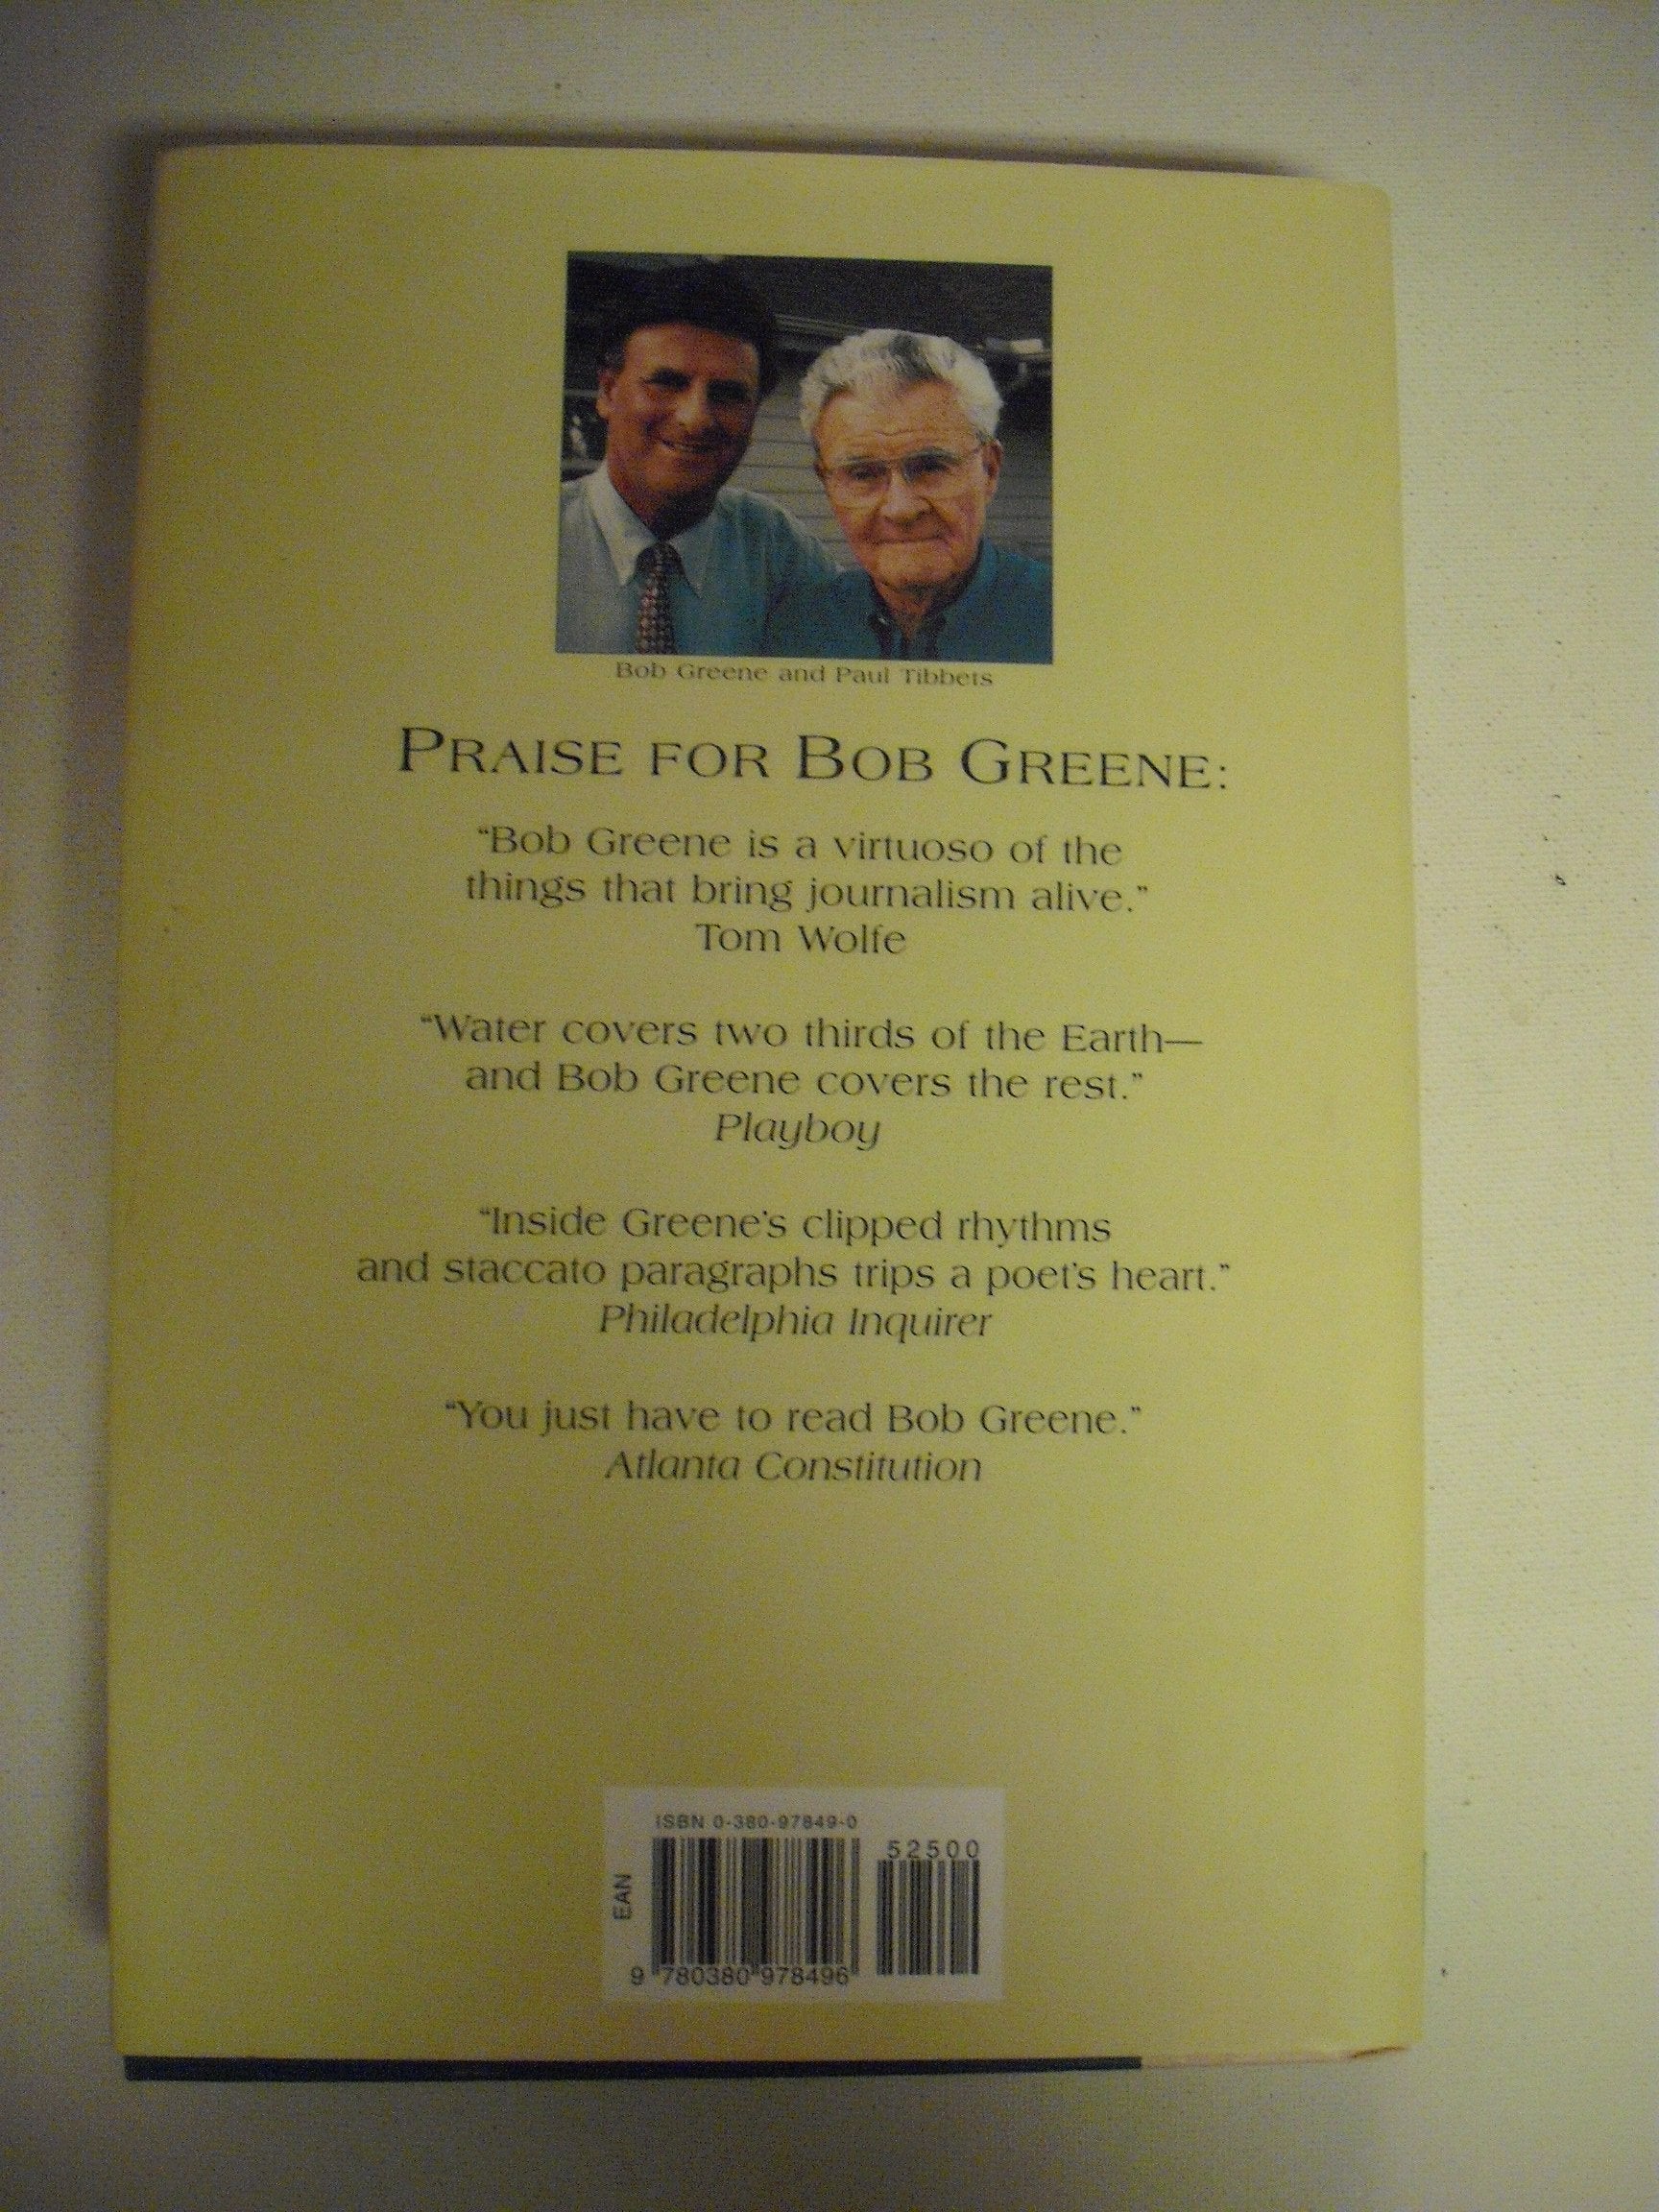 Bob Greene and Paul Tibbets
PRAISE FOR BOB GREENE:
“Bob Greene is a virtuoso of the
things that bring journalism alive.”
Tom Wolfe
“Water covers two thirds of the Earth—
and Bob Greene covers the rest.”
Playboy
“Inside Greene's clipped rhythms
and staccato paragraphs trips a poet's heart.”
Philadelphia Inquirer
“You just have to read Bob Greene.”
Atlanta Constitution
ISBN 0-380-97849-0
52500
EAN
9 780380 978496